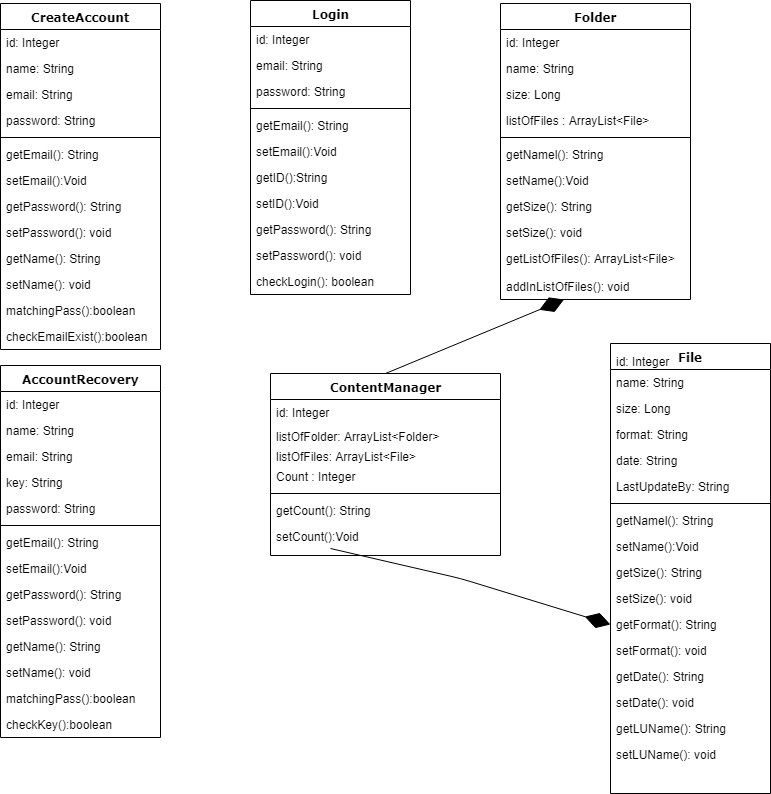 CreateAccount
id: Integer
name: String
email: String
password: String
getEmail(): String
setEmail():Void
getPassword(): String
setPassword(): void
getName(): String
setName(): void
matchingPass():boolean
checkEmailExist():boolean
Login
id: Integer
email: String
password: String
getEmail(): String
setEmail():Void
getID():String
setID():Void
getPassword(): String
setPassword(): void
checkLogin(): boolean
Folder
id: Integer
name: String
size: Long
listOfFiles : ArrayList<File>
getNamel(): String
setName():Void
getSize(): String
setSize(): void
getListOfFiles(): ArrayList<File>
addInListOfFiles(): void
AccountRecovery
id: Integer
name: String
email: String
key: String
password: String
getEmail(): String
setEmail():Void
getPassword(): String
setPassword(): void
getName(): String
setName(): void
matchingPass():boolean
checkKey():boolean
ContentManager
id: Integer
listOfFolder: ArrayList<Folder>
listOfFiles: ArrayList<File>
Count : Integer
getCount(): String
setCount():Void
File
id: Integer
name: String
size: Long
format: String
date: String
LastUpdateBy: String
getNamel(): String
setName():Void
getSize(): String
setSize(): void
getFormat(): String
setFormat(): void
getDate(): String
setDate(): void
getLUName(): String
setLUName(): void